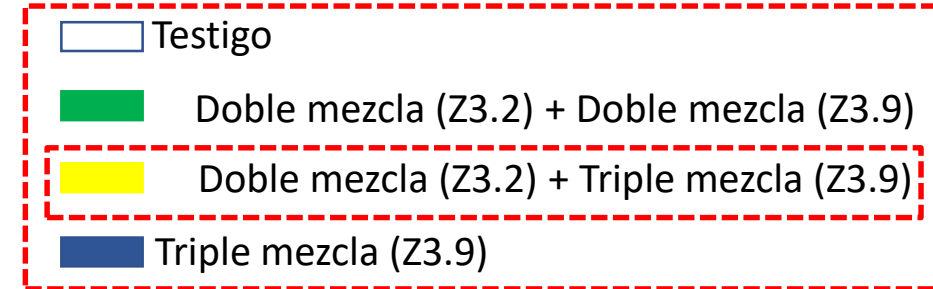 Testigo
Doble mezcla (Z3.2) + Doble mezcla (Z3.9)
Doble mezcla (Z3.2) + Triple mezcla (Z3.9)
Triple mezcla (Z3.9)